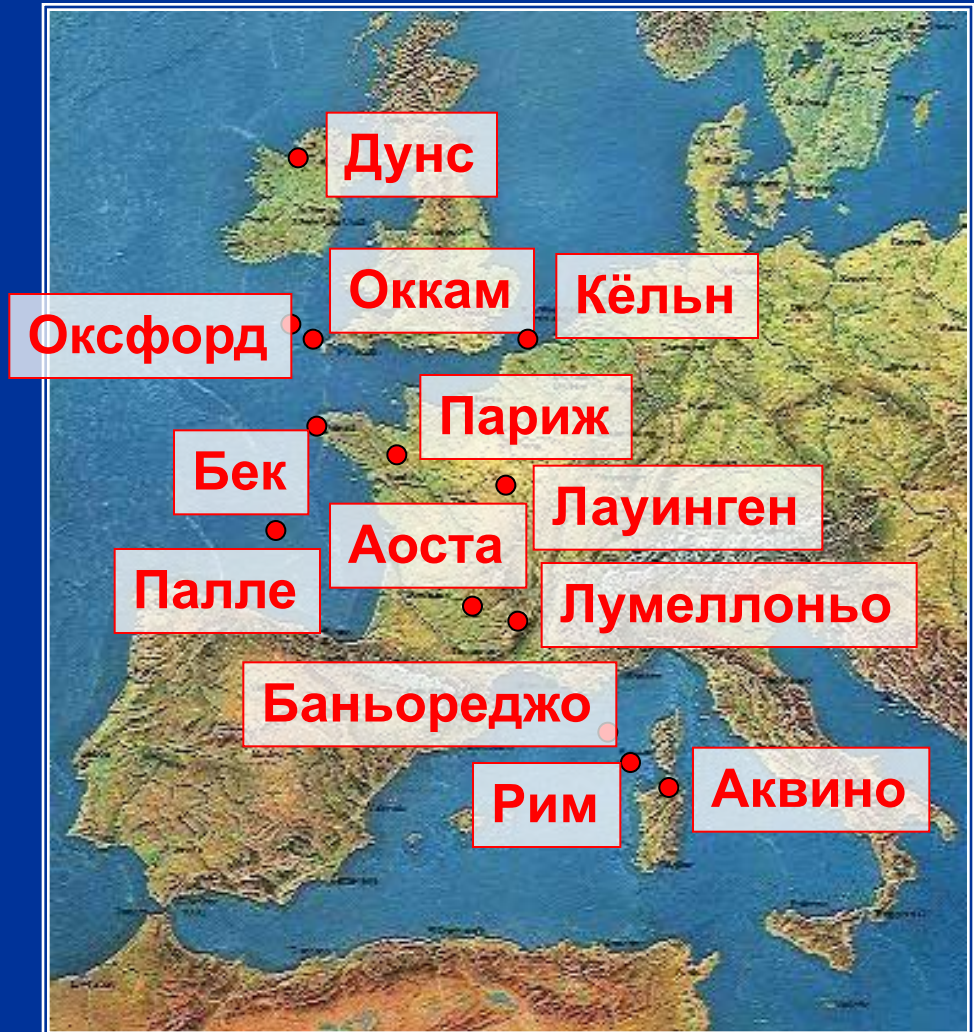 Дунс
Оккам
Кёльн
Оксфорд
Париж
Бек
Лауинген
Аоста
Палле
Лумеллоньо
Баньореджо
Рим
Аквино